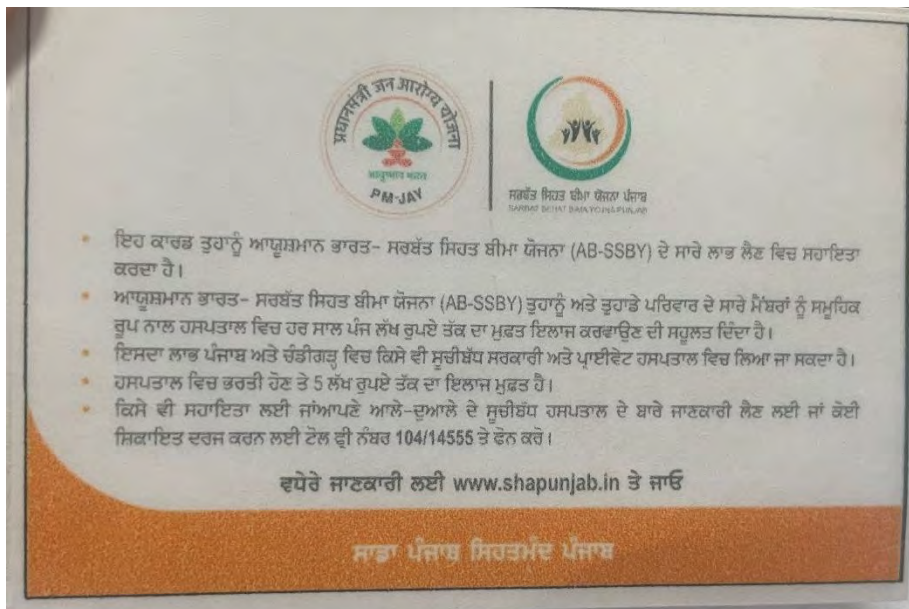 प्रधानमंत्री जन आरोग्य योजना
आयुष्मान भारत
PM-JAY
ਸਰਬੱਤ ਸਿਹਤ ਬੀਮਾ ਯੋਜਨਾ ਪੰਜਾਬ
SARBAT SEHAT BIMA YOJNA PUNJAB
• ਇਹ ਕਾਰਡ ਤੁਹਾਨੂੰ ਆਯੂਸ਼ਮਾਨ ਭਾਰਤ- ਸਰਬੱਤ ਸਿਹਤ ਬੀਮਾ ਯੋਜਨਾ (AB-SSBY) ਦੇ ਸਾਰੇ ਲਾਭ ਲੈਣ ਵਿਚ ਸਹਾਇਤਾ
ਕਰਦਾ ਹੈ।
• ਆਯੂਸ਼ਮਾਨ ਭਾਰਤ- ਸਰਬੱਤ ਸਿਹਤ ਬੀਮਾ ਯੋਜਨਾ (AB-SSBY) ਤੁਹਾਨੂੰ ਅਤੇ ਤੁਹਾਡੇ ਪਰਿਵਾਰ ਦੇ ਸਾਰੇ ਮੈਂਬਰਾਂ ਨੂੰ ਸਮੂਹਿਕ
ਰੂਪ ਨਾਲ ਹਸਪਤਾਲ ਵਿਚ ਹਰ ਸਾਲ ਪੰਜ ਲੱਖ ਰੁਪਏ ਤੱਕ ਦਾ ਮੁਫ਼ਤ ਇਲਾਜ ਕਰਵਾਉਣ ਦੀ ਸਹੂਲਤ ਦਿੰਦਾ ਹੈ।
• ਇਸਦਾ ਲਾਭ ਪੰਜਾਬ ਅਤੇ ਚੰਡੀਗੜ੍ਹ ਵਿਚ ਕਿਸੇ ਵੀ ਸੂਚੀਬੱਧ ਸਰਕਾਰੀ ਅਤੇ ਪ੍ਰਾਈਵੇਟ ਹਸਪਤਾਲ ਵਿਚ ਲਿਆ ਜਾ ਸਕਦਾ ਹੈ।
• ਹਸਪਤਾਲ ਵਿਚ ਭਰਤੀ ਹੋਣ ਤੇ 5 ਲੱਖ ਰੁਪਏ ਤੱਕ ਦਾ ਇਲਾਜ ਮੁਫ਼ਤ ਹੈ।
• ਕਿਸੇ ਵੀ ਸਹਾਇਤਾ ਲਈ ਜਾਂਆਪਣੇ ਆਲੇ-ਦੁਆਲੇ ਦੇ ਸੂਚੀਬੱਧ ਹਸਪਤਾਲ ਦੇ ਬਾਰੇ ਜਾਣਕਾਰੀ ਲੈਣ ਲਈ ਜਾਂ ਕੋਈ
ਸ਼ਿਕਾਇਤ ਦਰਜ ਕਰਨ ਲਈ ਟੋਲ ਫ੍ਰੀ ਨੰਬਰ 104/14555 ਤੇ ਫੋਨ ਕਰੋ।
ਵਧੇਰੇ ਜਾਣਕਾਰੀ ਲਈ www.shapunjab.in ਤੇ ਜਾਓ
ਸਾਡਾ ਪੰਜਾਬ ਸਿਹਤਮੰਦ ਪੰਜਾਬ